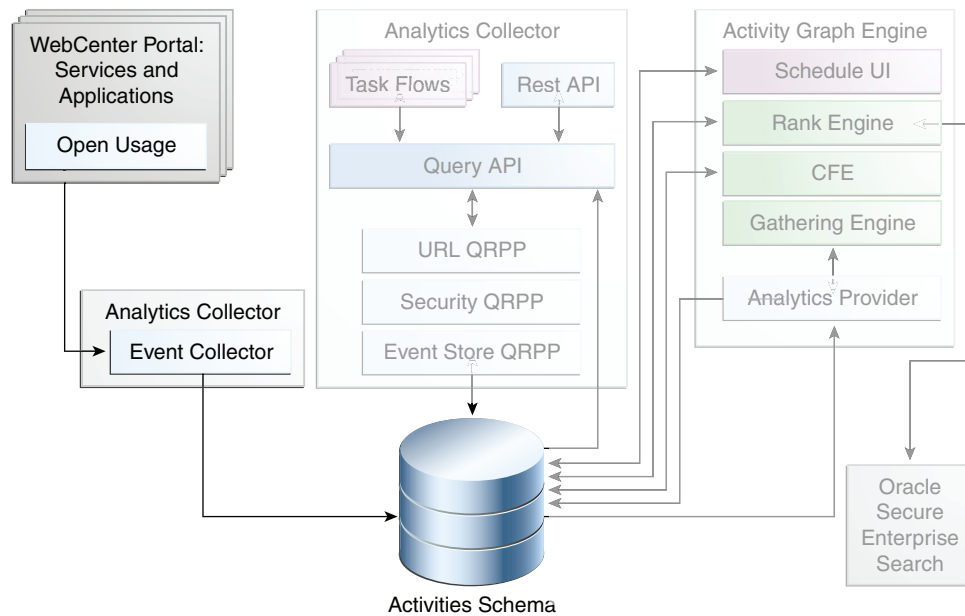 WebCenter Portal:
Services and
Applications
Open Usage
Analytics Collector
Event Collector
Analytics Collector
Task Flows
Rest API
Query API
URL QRPP
Security QRPP
Event Store QRPP
Activity Graph Engine
Schedule UI
Rank Engine
CFE
Gathering Engine
Analytics Provider
Oracle
Secure
Enterprise
Search
Activities Schema